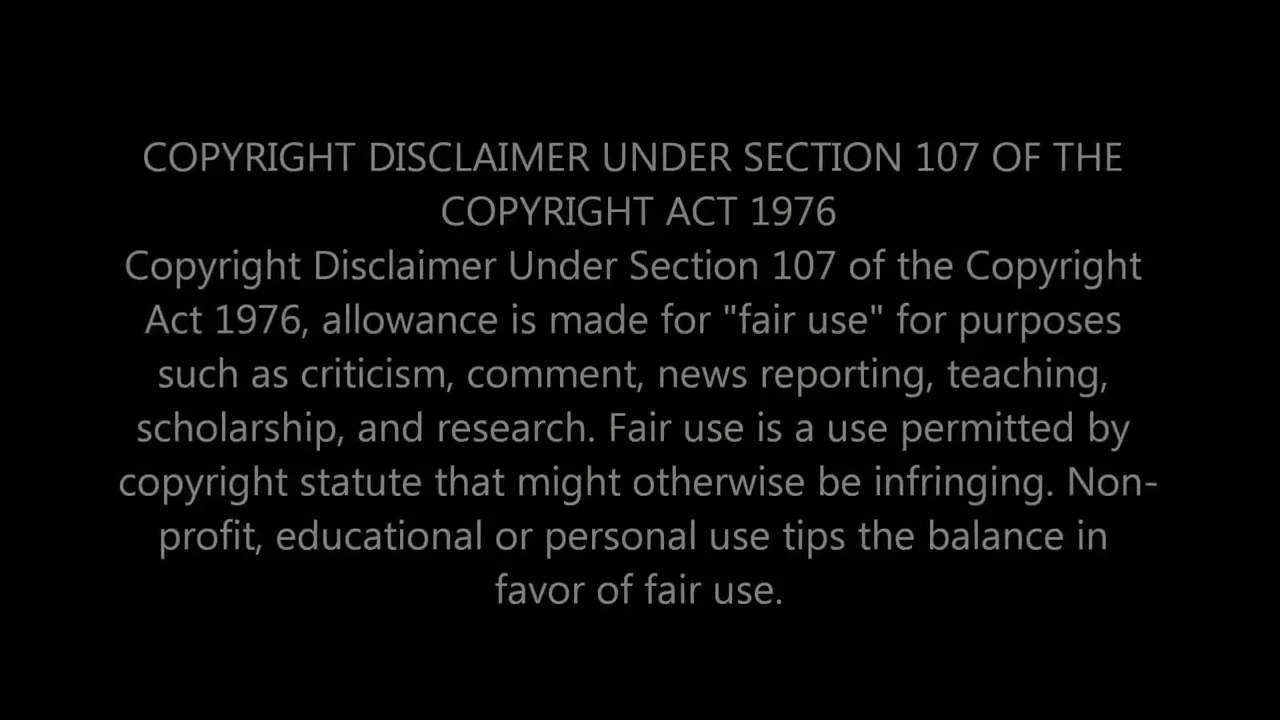 COPYRIGHT DISCLAIMER UNDER SECTION 107 OF THE
COPYRIGHT ACT 1976
Copyright Disclaimer Under Section 107 of the Copyright
Act 1976, allowance is made for "fair use" for purposes
such as criticism, comment, news reporting, teaching,
scholarship, and research. Fair use is a use permitted by
copyright statute that might otherwise be infringing. Non-
profit, educational or personal use tips the balance in
favor of fair use.